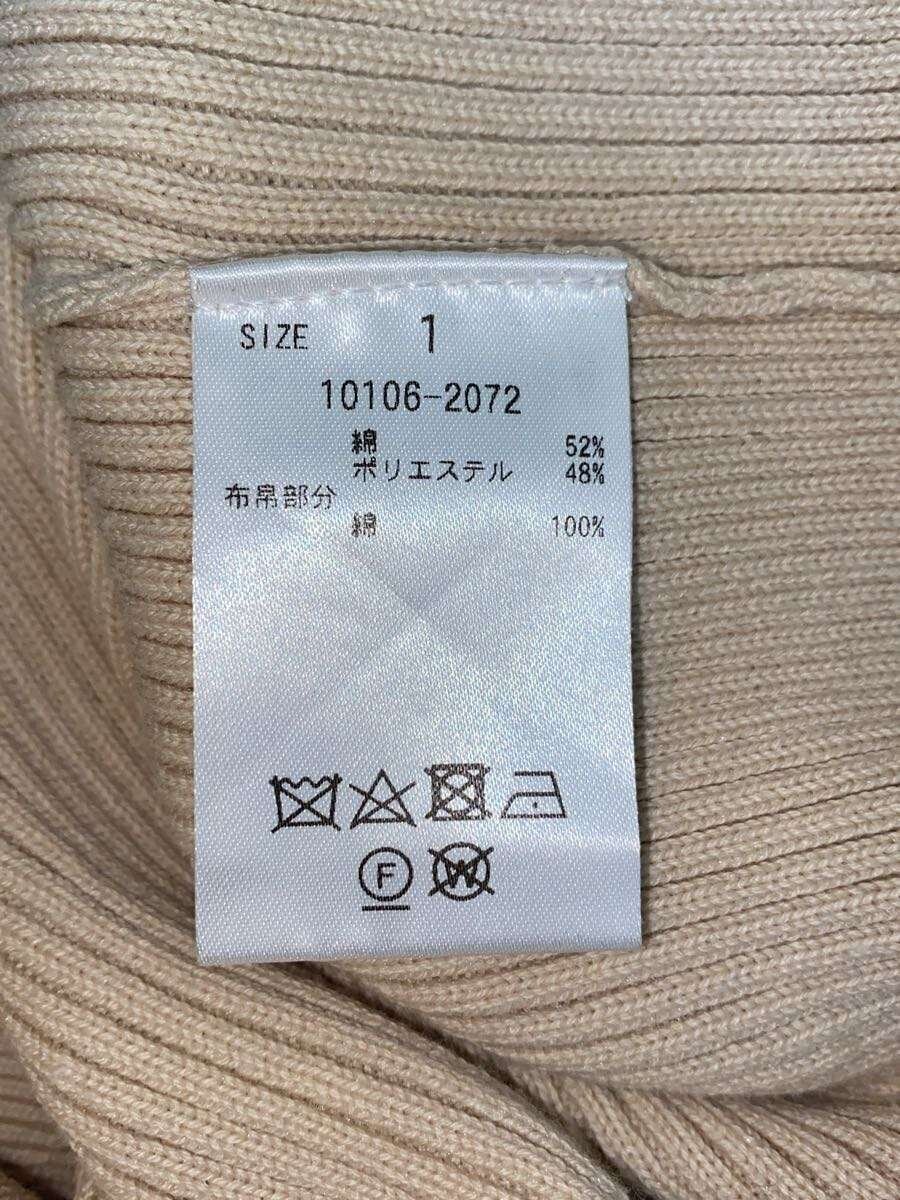 SIZE 1
10106-2072
綿 52%
ポリエステル 48%
布帛部分
綿 100%
F
W